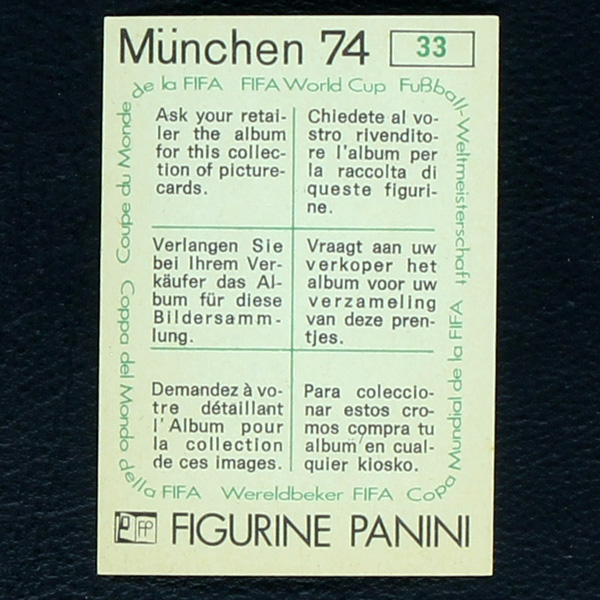 München 74 33
de la FIFA FIFA World Cup Fußball-Weltmeisterschaft
Ask your retai-
ler the album
for this collec-
tion of picture-
cards.
Chiedete al vo-
stro rivendito-
re l'album per
la raccolta di
queste figuri-
ne.
Verlangen Sie
bei Ihrem Ver-
käufer das Al-
bum für diese
Bildersamm-
lung.
Vraagt aan uw
verkoper het
album voor uw
verzameling
van deze pren-
tjes.
Demandez à vo-
tre détaillant
l'Album pour
la collection
de ces images.
Para coleccio-
nar estos cro-
mos compra tu
album en cual-
quier kiosko.
Coupe du Monde
Coppa del Mondo
Mundial de la FIFA
della FIFA Wereldbeker FIFA Copa
FP FIGURINE PANINI